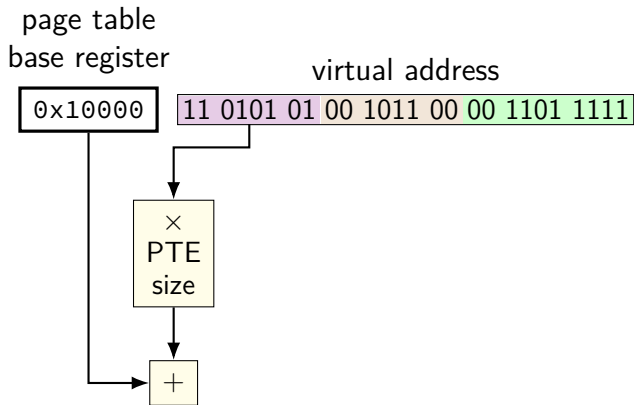 page table
base register
virtual address
0x10000
11 0101 01 00 1011 00 00 1101 1111
×
PTE
size
+